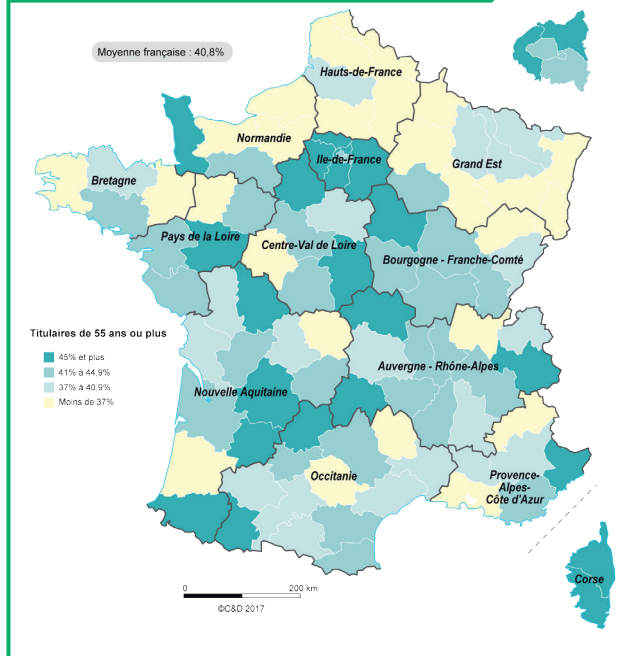 Moyenne française : 40,8%
Hauts-de-France
Normandie
Ile-de-France
Grand Est
Bretagne
Pays de la Loire
Centre-Val de Loire
Bourgogne - Franche-Comté
Titulaires de 55 ans ou plus
45% et plus
41% à 44,9%
37% à 40,9%
Moins de 37%
Auvergne - Rhône-Alpes
Nouvelle Aquitaine
Occitanie
Provence-
Alpes-
Côte d'Azur
Corse
0 200 km
©C&D 2017